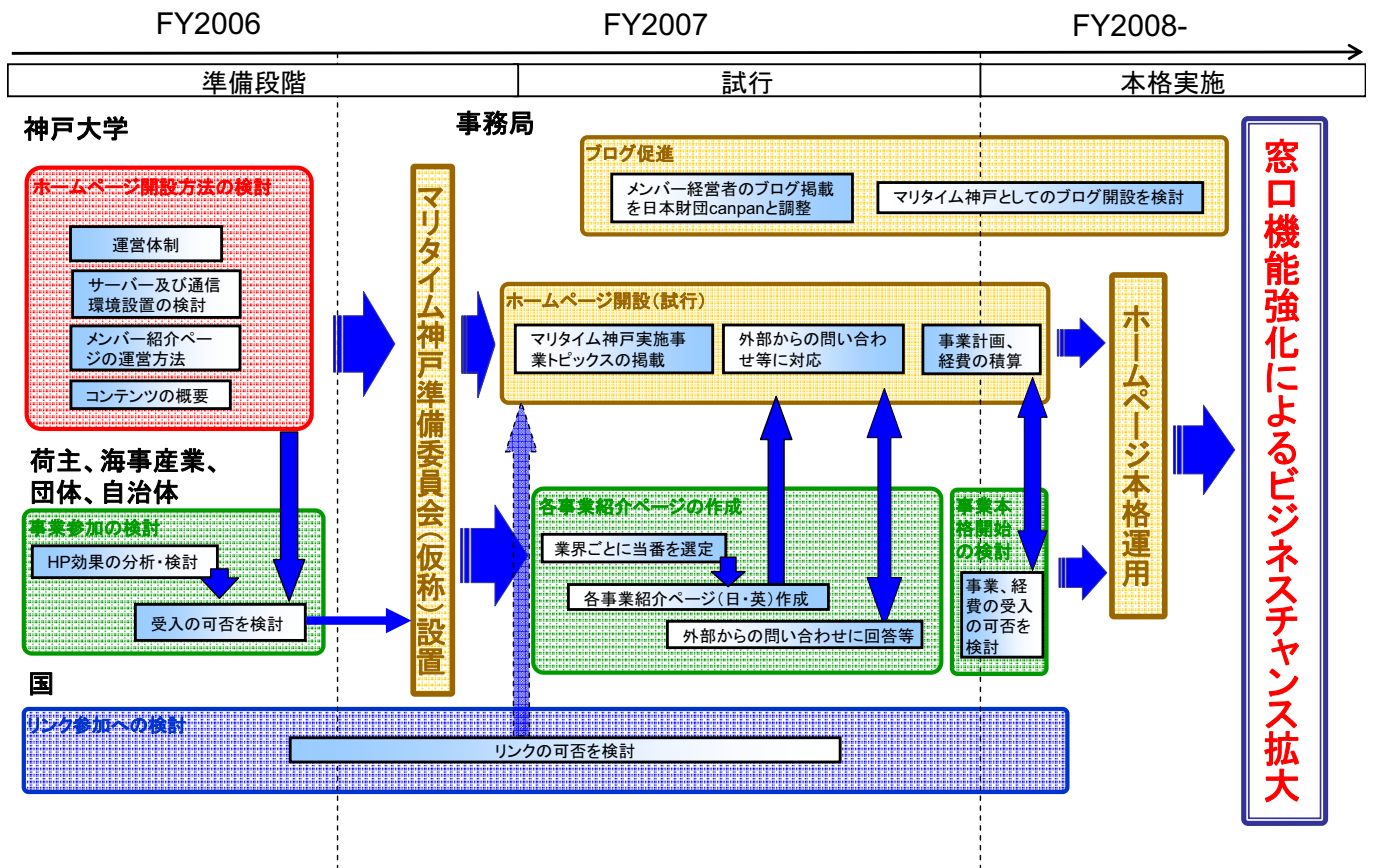 FY2006
FY2007
FY2008-
準備段階
試行
本格実施
神戸大学
事務局
ホームページ開設方法の検討
運営体制
サーバー及び通信
環境設置の検討
メンバー紹介ペー
ジの運営方法
コンテンツの概要
荷主、海事産業、
団体、自治体
事業参加の検討
HP効果の分析・検討
受入の可否を検討
国
リンク参加への検討
リンクの可否を検討
マリタイム神戸準備委員会(仮称)設置
ブログ促進
メンバー経営者のブログ掲載
を日本財団canpanと調整
マリタイム神戸としてのブログ開設を検討
ホームページ開設(試行)
マリタイム神戸実施事
業トピックスの掲載
外部からの問い合わ
せ等に対応
事業計画、
経費の積算
各事業紹介ページの作成
業界ごとに当番を選定
各事業紹介ページ(日・英)作成
外部からの問い合わせに回答等
事業本
格開始
の検討
事業、経
費の受入
の可否を
検討
ホームページ本格運用
窓口機能強化によるビジネスチャンス拡大